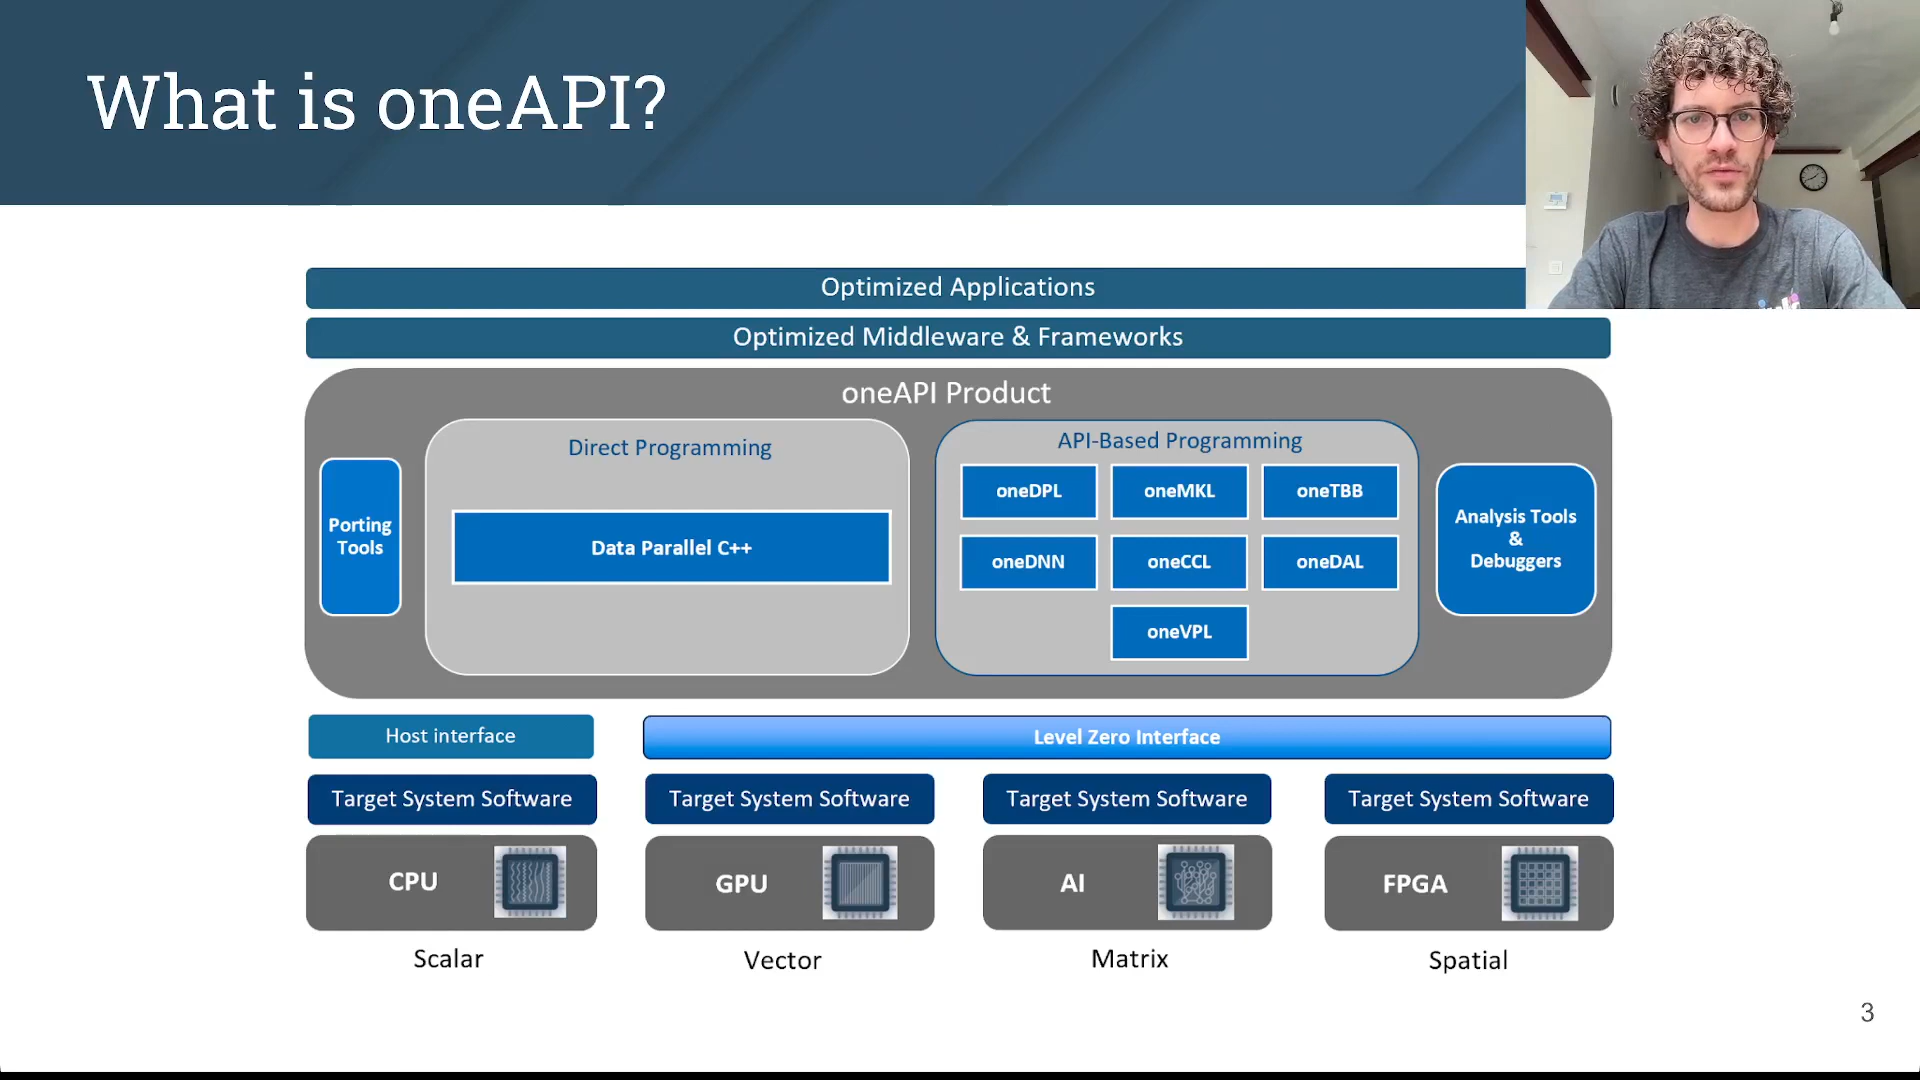 What is oneAPI?
Optimized Applications
Optimized Middleware & Frameworks
oneAPI Product
Porting
Tools
Direct Programming
Data Parallel C++
API-Based Programming
oneDPL
oneMKL
oneTBB
oneDNN
oneCCL
oneDAL
oneVPL
Analysis Tools
&
Debuggers
Host interface
Level Zero Interface
Target System Software
Target System Software
Target System Software
Target System Software
CPU
GPU
AI
FPGA
Scalar
Vector
Matrix
Spatial
3